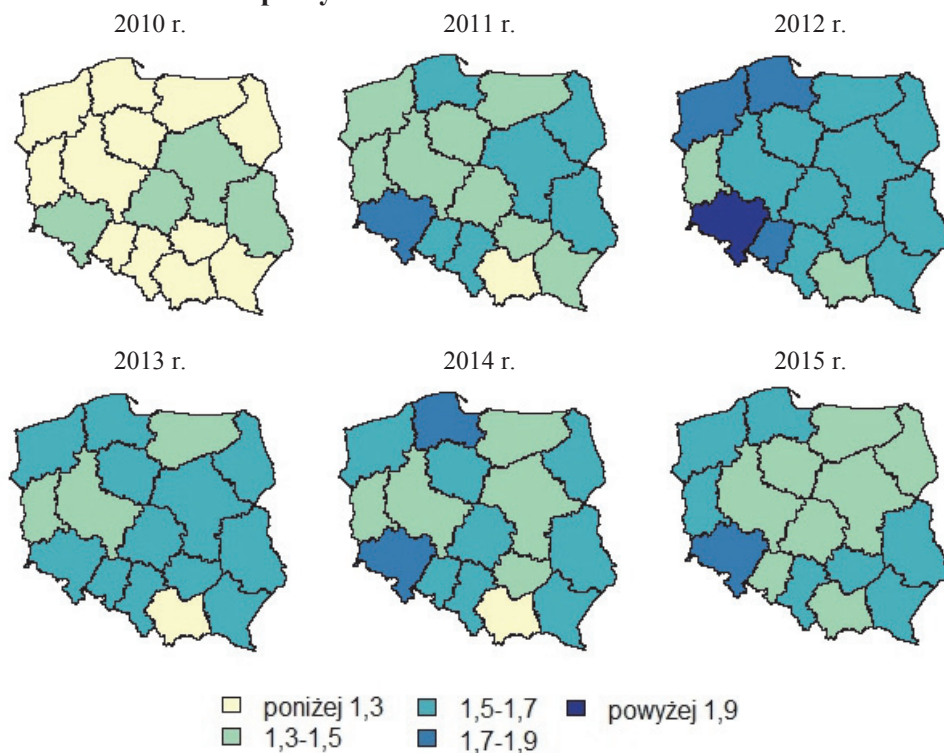 2010 r. 2011 r. 2012 r.
2013 r. 2014 r. 2015 r.
poniżej 1,3 1,5-1,7 powyżej 1,9
1,3-1,5 1,7-1,9